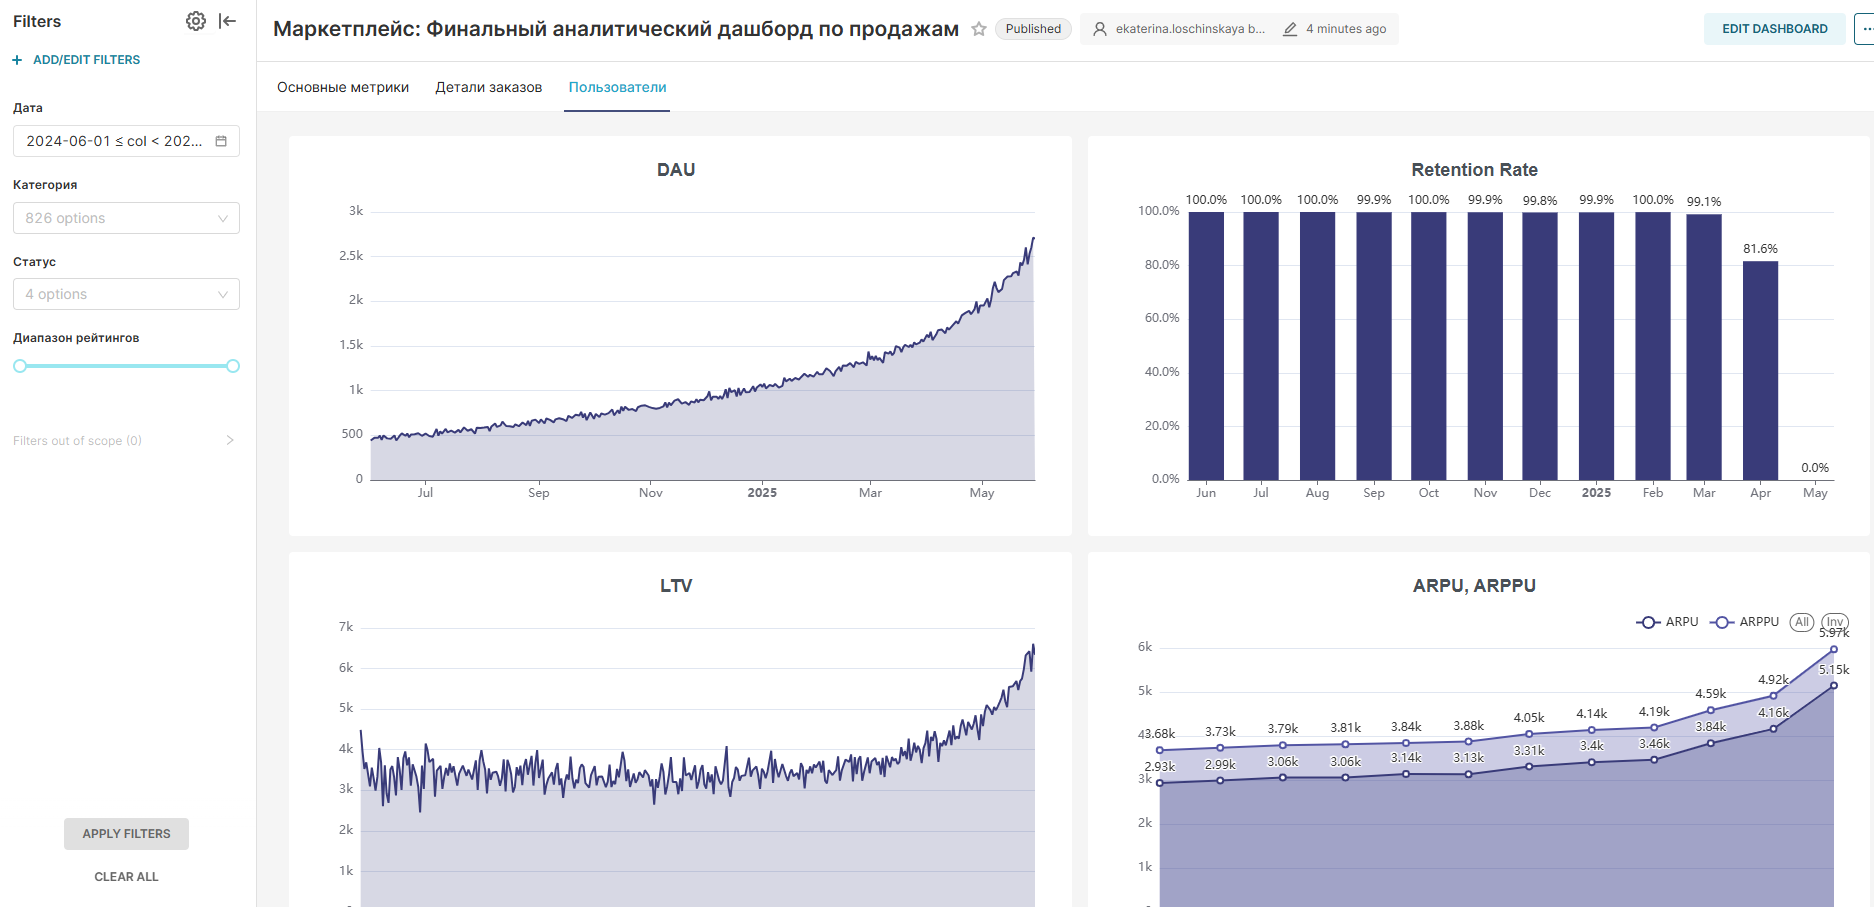 Filters
+ ADD/EDIT FILTERS
Дата
2024-06-01 ≤ col < 202...
Категория
826 options
Статус
4 options
Диапазон рейтингов
Filters out of scope (0)
APPLY FILTERS
CLEAR ALL
Маркетплейс: Финальный аналитический дашборд по продажам
Published
ekaterina.loschinskaya b...
4 minutes ago
EDIT DASHBOARD
Основные метрики
Детали заказов
Пользователи
DAU
3k
2.5k
2k
1.5k
1k
500
0
Jul Sep Nov 2025 Mar May
Retention Rate
100.0% 100.0% 100.0% 99.9% 100.0% 99.9% 99.8% 99.9% 100.0% 99.1%
81.6%
0.0%
100.0%
80.0%
60.0%
40.0%
20.0%
0.0%
Jun Jul Aug Sep Oct Nov Dec 2025 Feb Mar Apr May
LTV
7k
6k
5k
4k
3k
2k
1k
ARPU, ARPPU
ARPU ARPPU All Inv
6k
5k
4
3k
2k
1k
3.68k 3.73k 3.79k 3.81k 3.84k 3.88k 4.05k 4.14k 4.19k 4.59k 4.92k 5.97k
2.93k 2.99k 3.06k 3.06k 3.14k 3.13k 3.31k 3.4k 3.46k 3.84k 4.16k 5.15k